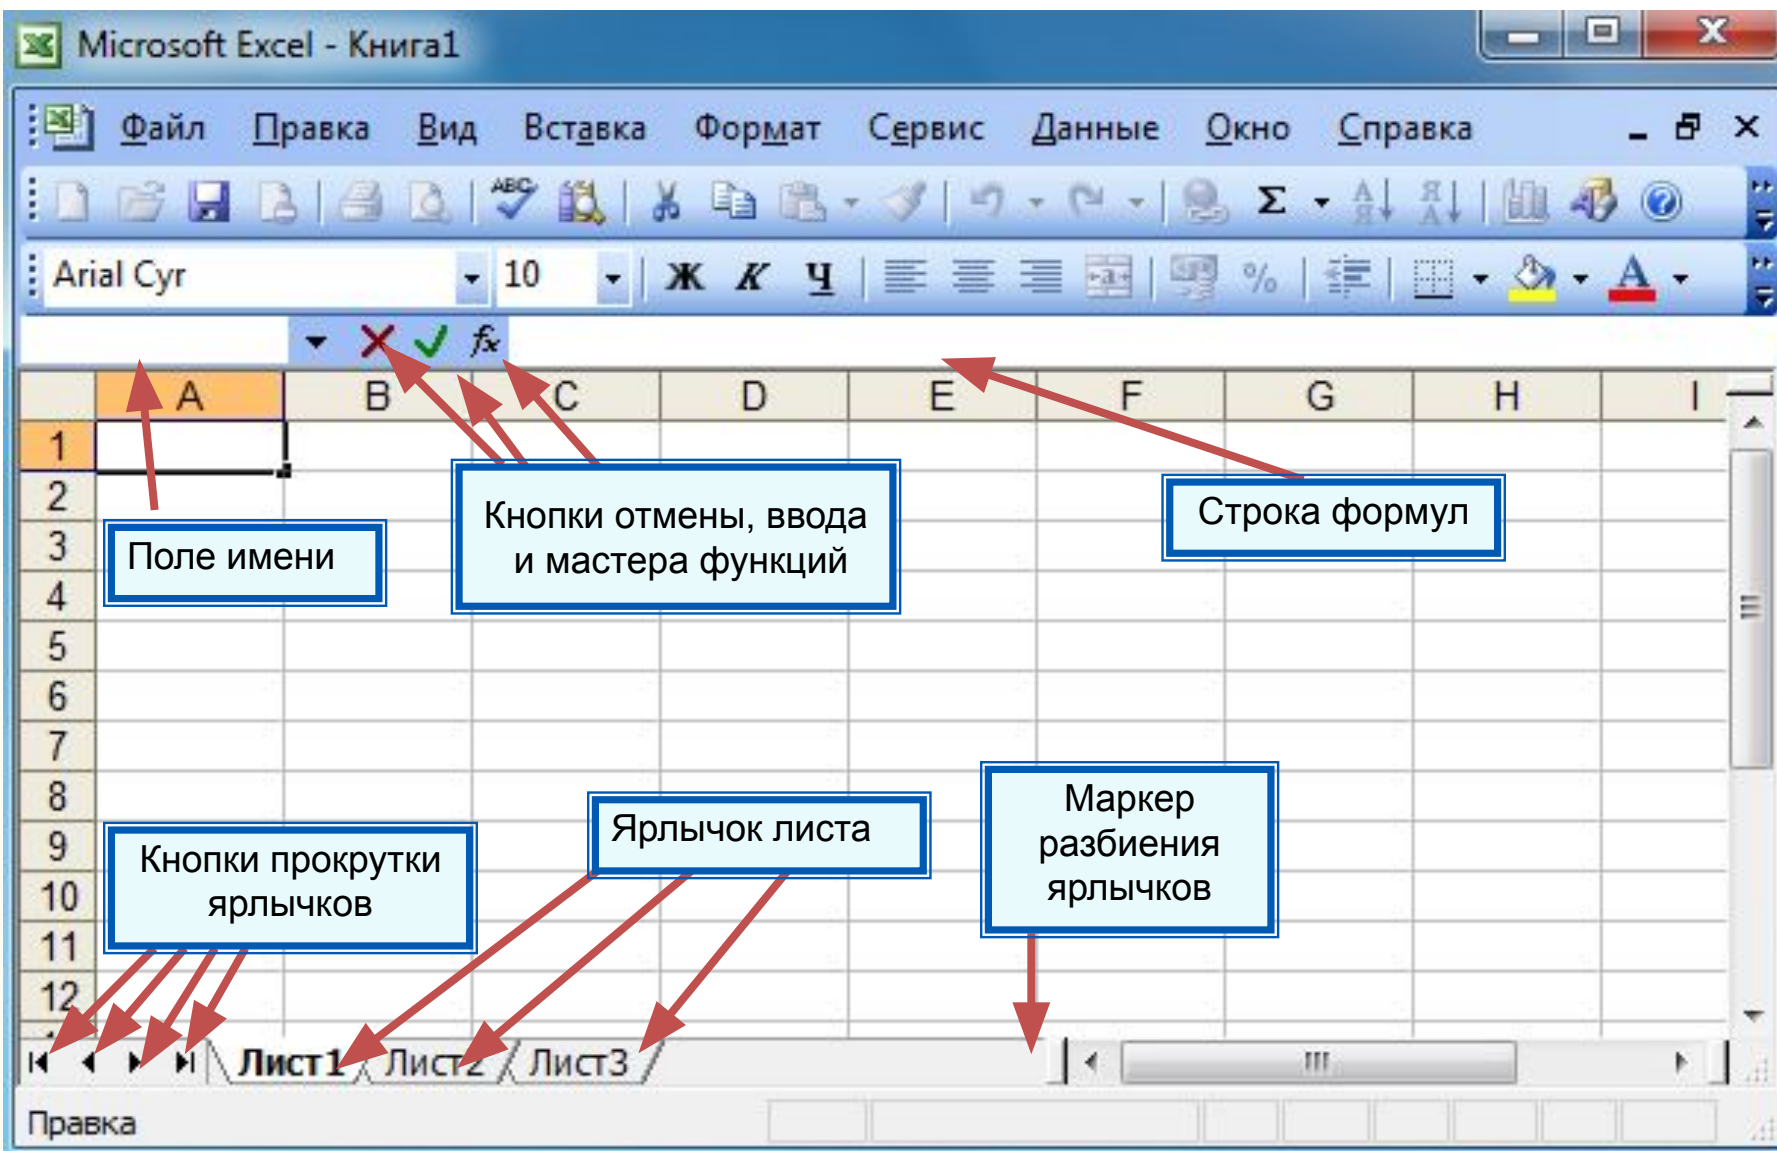 Microsoft Excel - Книга1
Файл Правка Вид Вставка Формат Сервис Данные Окно Справка
Arial Cyr 10 Ж К Ч %
fx
A B C D E F G H I
1
2
3
4
5
6
7
8
9
10
11
12
Поле имени
Кнопки отмены, ввода
и мастера функций
Строка формул
Кнопки прокрутки
ярлычков
Ярлычок листа
Маркер
разбиения
ярлычков
Лист1 Лист2 Лист3
Правка